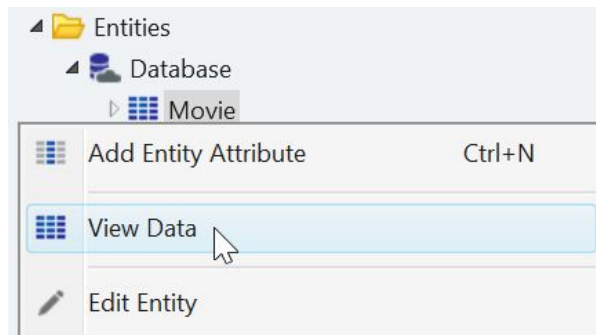 Entities
Database
Movie
Add Entity Attribute Ctrl+N
View Data
Edit Entity